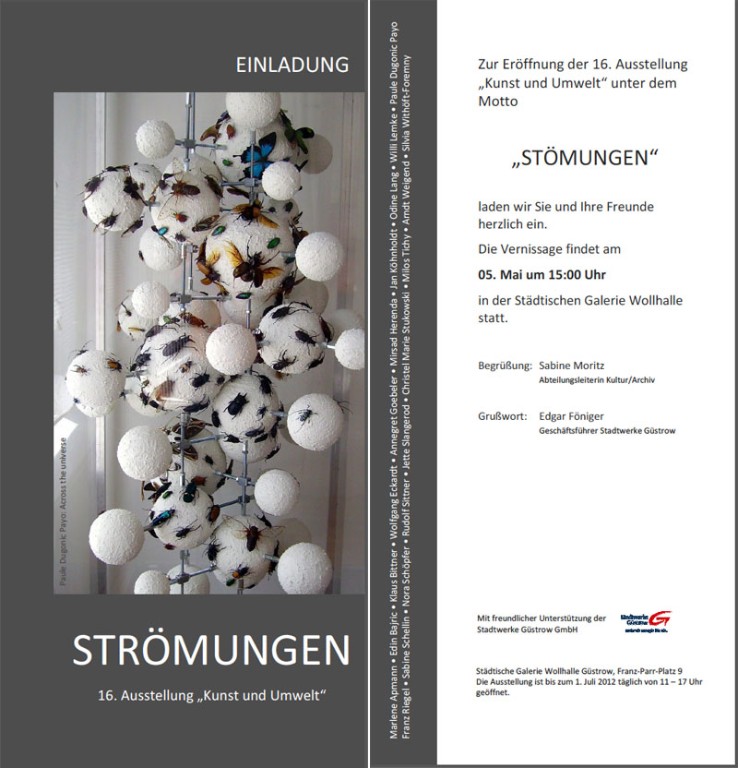 EINLADUNG
Paule Dugonic Payo: Across the universe
STRÖMUNGEN
16. Ausstellung „Kunst und Umwelt“
Marlene Apmann • Edin Bajric • Klaus Bittner • Wolfgang Eckardt • Annegret Goebeler • Mirsad Herenda • Jan Köhnholdt • Odine Lang • Willi Lemke • Paule Dugonic Payo
Franz Riegel • Sabine Schellin • Nora Schöpfer • Rudolf Sittner • Jette Slangerod • Christel Marie Stukowski • Milos Tichy • Arndt Weigend • Silvia Withöft-Foremny
Zur Eröffnung der 16. Ausstellung
„Kunst und Umwelt“ unter dem
Motto
„STÖMUNGEN“
laden wir Sie und Ihre Freunde
herzlich ein.
Die Vernissage findet am
05. Mai um 15:00 Uhr
in der Städtischen Galerie Wollhalle
statt.
Begrüßung: Sabine Moritz
Abteilungsleiterin Kultur/Archiv
Grußwort: Edgar Föniger
Geschäftsführer Stadtwerke Güstrow
Mit freundlicher Unterstützung der
Stadtwerke Güstrow GmbH
Stadtwerke
Güstrow
Städtische Galerie Wollhalle Güstrow, Franz-Parr-Platz 9
Die Ausstellung ist bis zum 1. Juli 2012 täglich von 11 – 17 Uhr
geöffnet.